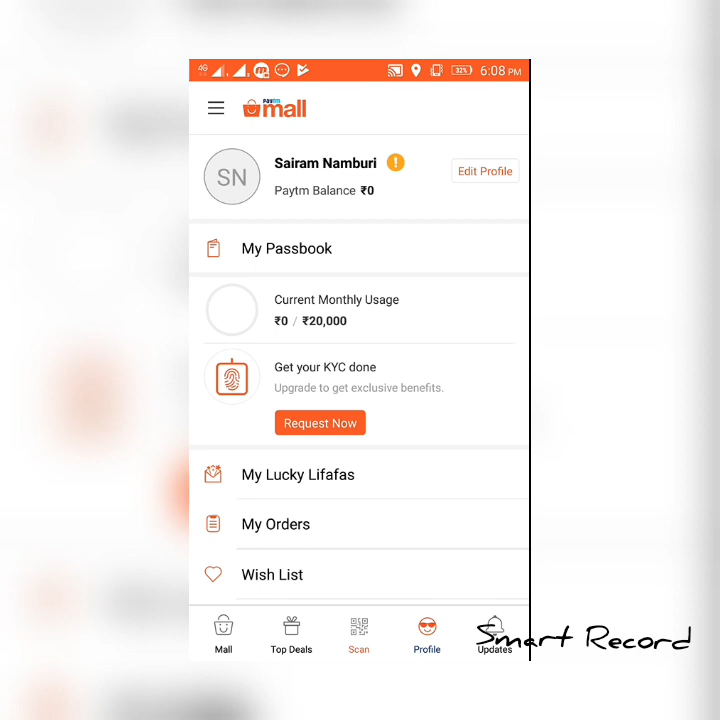 4G 32% 6:08 PM
paytm
mall
SN
Sairam Namburi !
Paytm Balance ₹0
Edit Profile
My Passbook
Current Monthly Usage
₹0 / ₹20,000
Get your KYC done
Upgrade to get exclusive benefits.
Request Now
My Lucky Lifafas
My Orders
Wish List
Mall Top Deals Scan Profile Updates
Smart Record